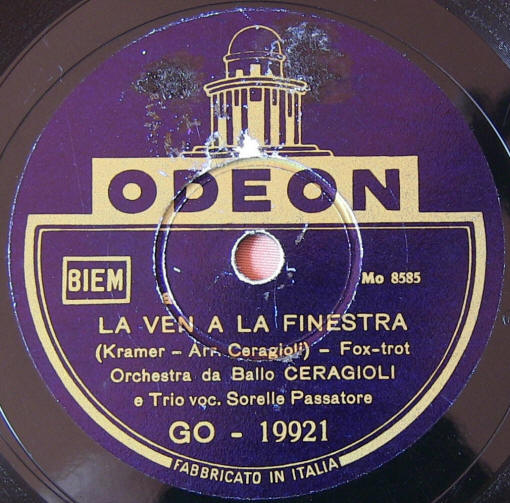 ODEON
BIEM
Mo 8585
LA VEN A LA FINESTRA
(Kramer - Arr. Ceragioli) - Fox-trot
Orchestra da Ballo CERAGIOLI
e Trio voc. Sorelle Passatore
GO - 19921
FABBRICATO IN ITALIA